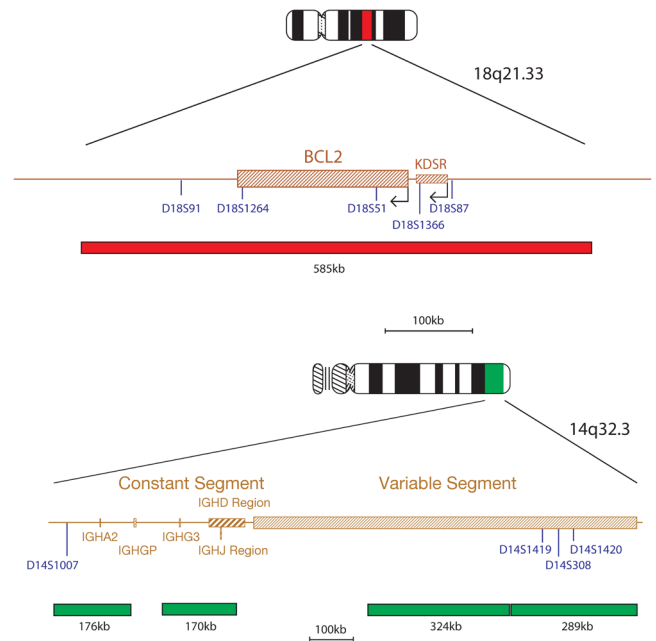 18q21.33
BCL2
KDSR
D18S91
D18S1264
D18S51
D18S87
D18S1366
585kb
100kb
14q32.3
Constant Segment
Variable Segment
IGHD Region
IGHA2
IGHG3
IGHGP
IGHJ Region
D14S1007
D14S1419
D14S1420
D14S308
176kb
170kb
100kb
324kb
289kb